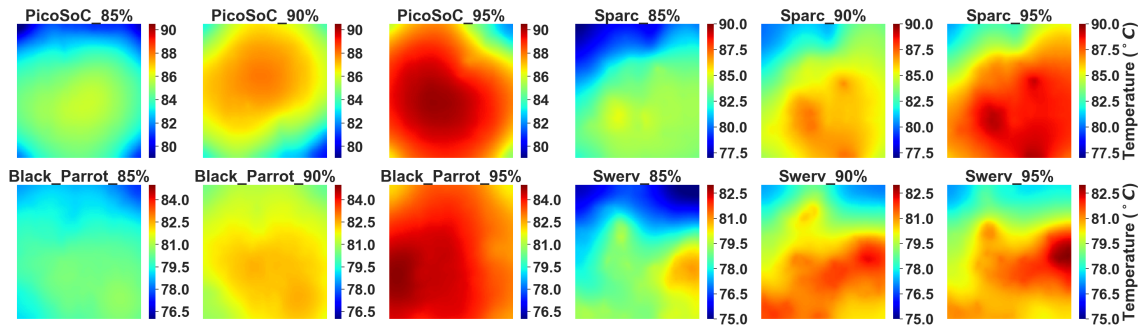 PicoSoC_85% PicoSoC_90% PicoSoC_95% Sparc_85% Sparc_90% Sparc_95%
90 90 90 90.0 90.0 90.0
88 88 88 87.5 87.5 87.5
86 86 86 85.0 85.0 85.0
84 84 84 82.5 82.5 82.5
82 82 82 80.0 80.0 80.0
80 80 80 77.5 77.5 77.5
Temperature (°C)
Black_Parrot_85% Black_Parrot_90% Black_Parrot_95% Swerv_85% Swerv_90% Swerv_95%
84.0 84.0 84.0 82.5 82.5 82.5
82.5 82.5 82.5 81.0 81.0 81.0
81.0 81.0 81.0 79.5 79.5 79.5
79.5 79.5 79.5 78.0 78.0 78.0
78.0 78.0 78.0 76.5 76.5 76.5
76.5 76.5 76.5 75.0 75.0 75.0
Temperature (°C)